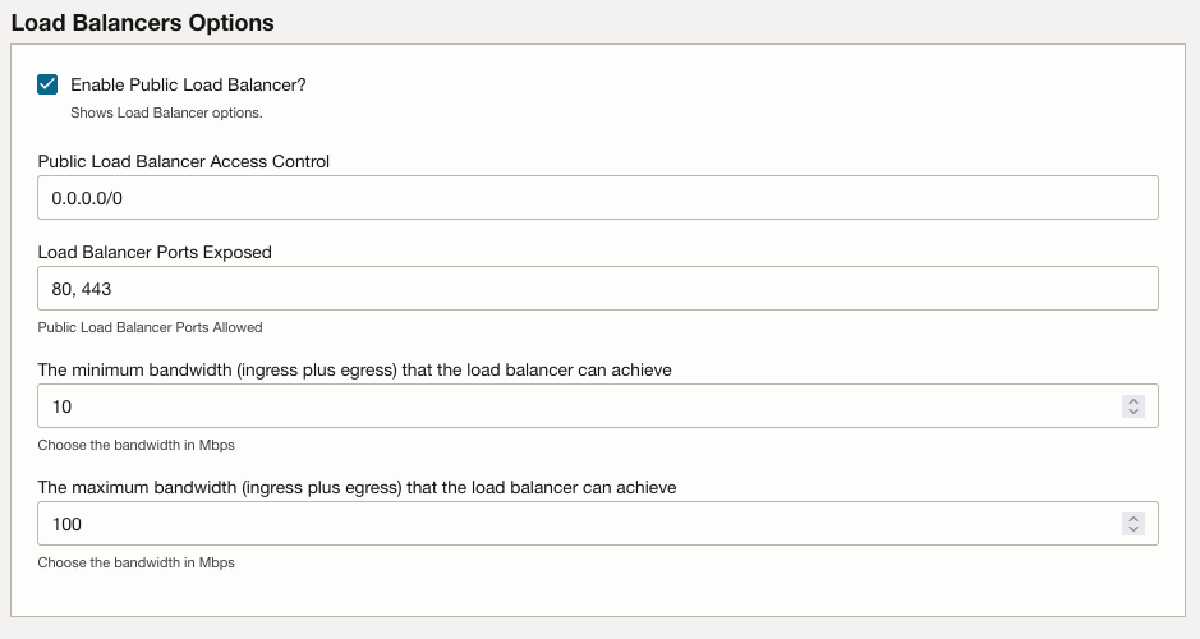 Load Balancers Options
Enable Public Load Balancer?
Shows Load Balancer options.
Public Load Balancer Access Control
0.0.0.0/0
Load Balancer Ports Exposed
80, 443
Public Load Balancer Ports Allowed
The minimum bandwidth (ingress plus egress) that the load balancer can achieve
10
Choose the bandwidth in Mbps
The maximum bandwidth (ingress plus egress) that the load balancer can achieve
100
Choose the bandwidth in Mbps